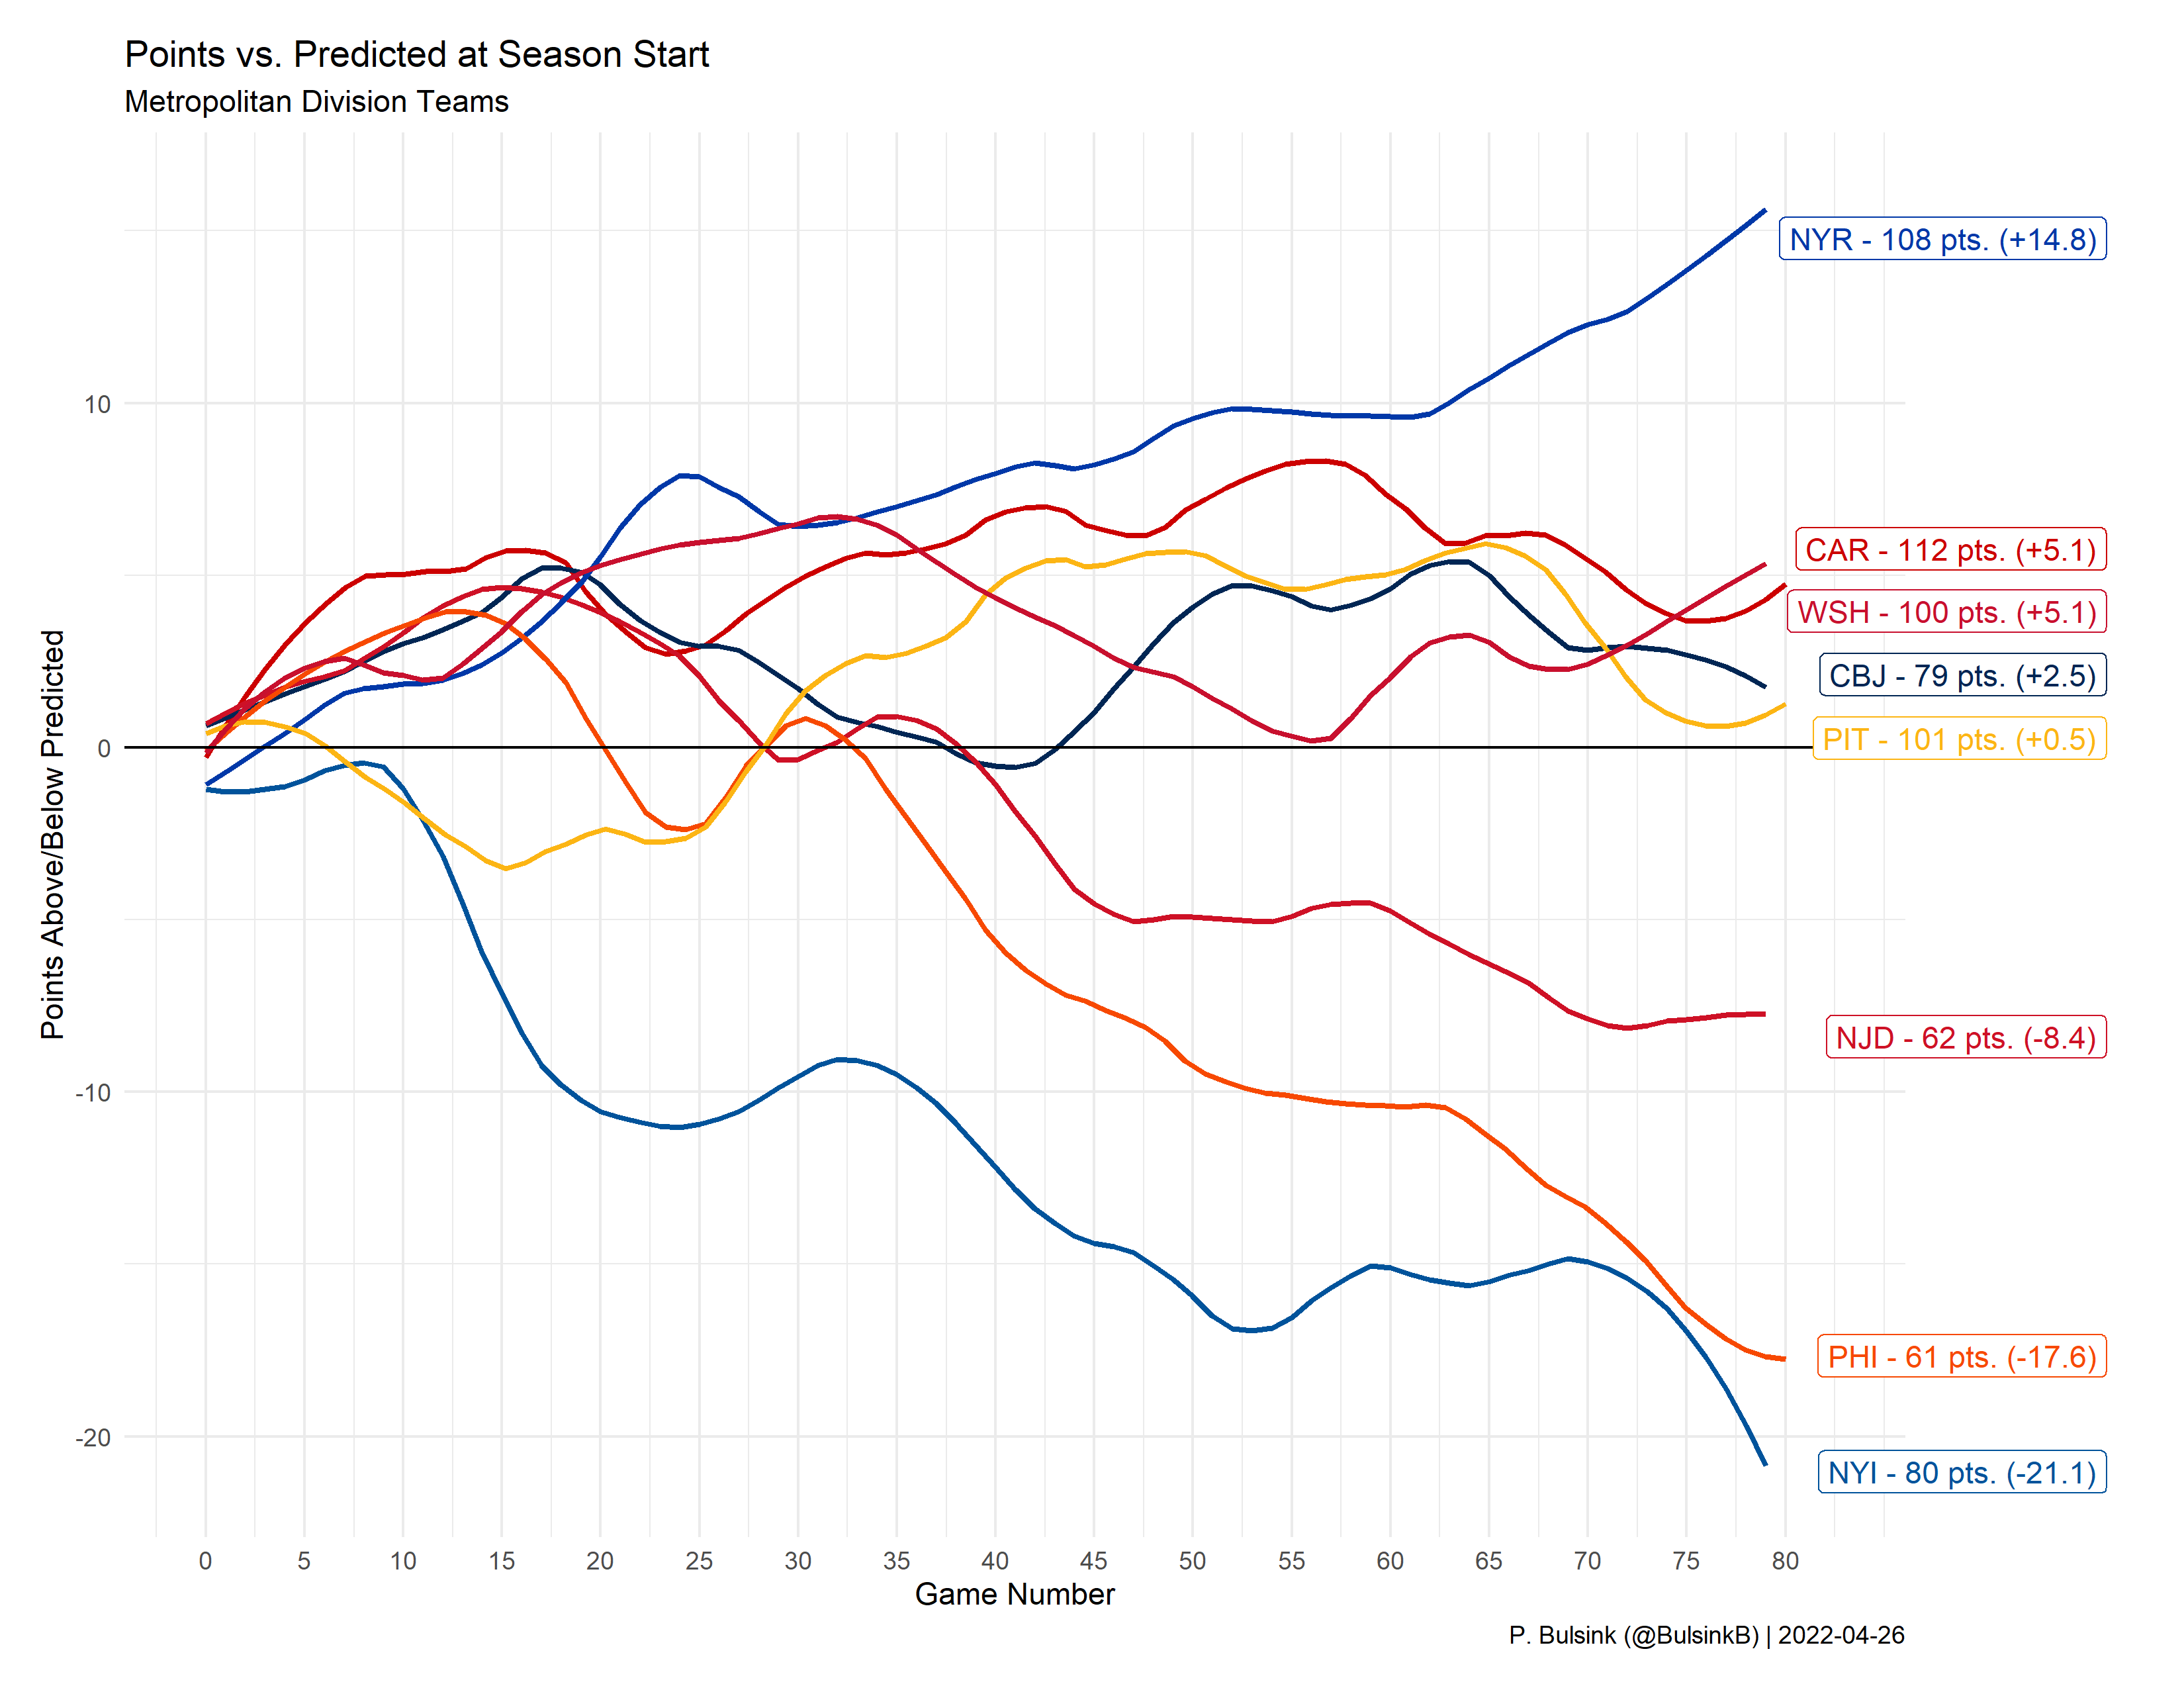 Points vs. Predicted at Season Start
Metropolitan Division Teams
Points Above/Below Predicted
10
0
-10
-20
NYR - 108 pts. (+14.8)
CAR - 112 pts. (+5.1)
WSH - 100 pts. (+5.1)
CBJ - 79 pts. (+2.5)
PIT - 101 pts. (+0.5)
NJD - 62 pts. (-8.4)
PHI - 61 pts. (-17.6)
NYI - 80 pts. (-21.1)
0 5 10 15 20 25 30 35 40 45 50 55 60 65 70 75 80
Game Number
P. Bulsink (@BulsinkB) | 2022-04-26